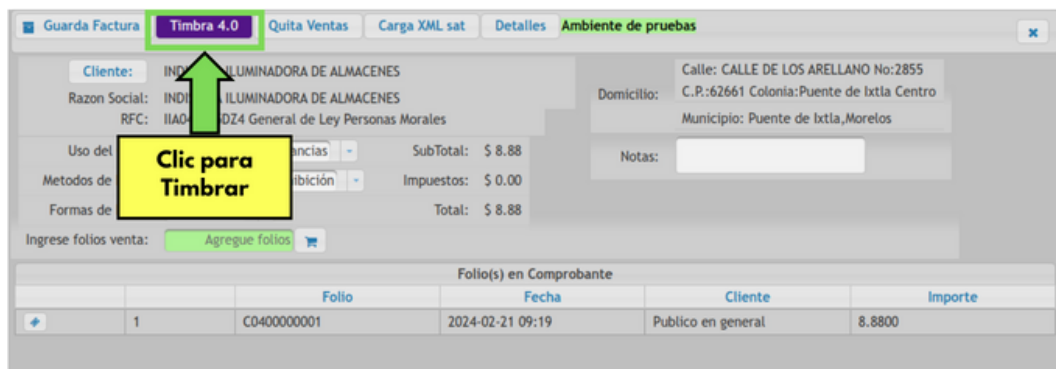 Guarda Factura Timbra 4.0 Quita Ventas Carga XML sat Detalles Ambiente de pruebas
Cliente: ILUMINADORA DE ALMACENES
Razon Social: ILUMINADORA DE ALMACENES
RFC: General de Ley Personas Morales
Calle: CALLE DE LOS ARELLANO No:2855
Domicilio: C.P.:62661 Colonia:Puente de Ixtla Centro
Municipio: Puente de Ixtla,Morelos
Clic para
Timbrar
Uso del SubTotal: $ 8.88 Notas:
Metodos de Impuestos: $ 0.00
Formas de Total: $ 8.88
Ingrese folios venta: Agregue folios
Folio(s) en Comprobante
Folio Fecha Cliente Importe
1 C0400000001 2024-02-21 09:19 Publico en general 8.8800